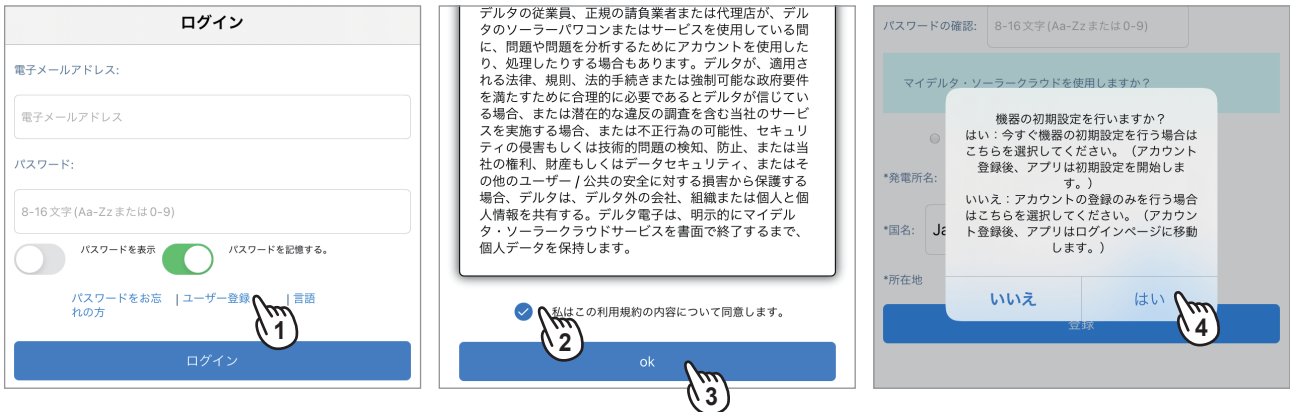 ログイン
電子メールアドレス:
電子メールアドレス
パスワード:
8-16文字(Aa-Zzまたは0-9)
パスワードを表示
パスワードを記憶する。
パスワードをお忘れの方
|ユーザー登録
|言語
1
ログイン
デルタの従業員、正規の請負業者または代理店が、デル
タのソーラーパワコンまたはサービスを使用している間
に、問題や問題を分析するためにアカウントを使用した
り、処理したりする場合もあります。デルタが、適用さ
れる法律、規則、法的手続きまたは強制可能な政府要件
を満たすために合理的に必要であるとデルタが信じてい
る場合、または潜在的な違反の調査を含む当社のサービ
スを実施する場合、または不正行為の可能性、セキュリ
ティの侵害もしくは技術的問題の検知、防止、または当
社の権利、財産もしくはデータセキュリティ、またはそ
の他のユーザー / 公共の安全に対する損害から保護する
場合、デルタは、デルタ外の会社、組織または個人と個
人情報を共有する。デルタ電子は、明示的にマイデル
タ・ソーラークラウドサービスを書面で終了するまで、
個人データを保持します。
私はこの利用規約の内容について同意します。
2
ok
3
パスワードの確認:
8-16文字(Aa-Zzまたは0-9)
マイデルタ・ソーラークラウドを使用しますか?
機器の初期設定を行いますか?
はい:今すぐ機器の初期設定を行う場合は
こちらを選択してください。(アカウント
登録後、アプリは初期設定を開始しま
す。)
いいえ:アカウントの登録のみを行う場合
はこちらを選択してください。(アカウン
ト登録後、アプリはログインページに移動
します。)
*発電所名:
*国名:
Ja
*所在地
いいえ
はい
4
登録